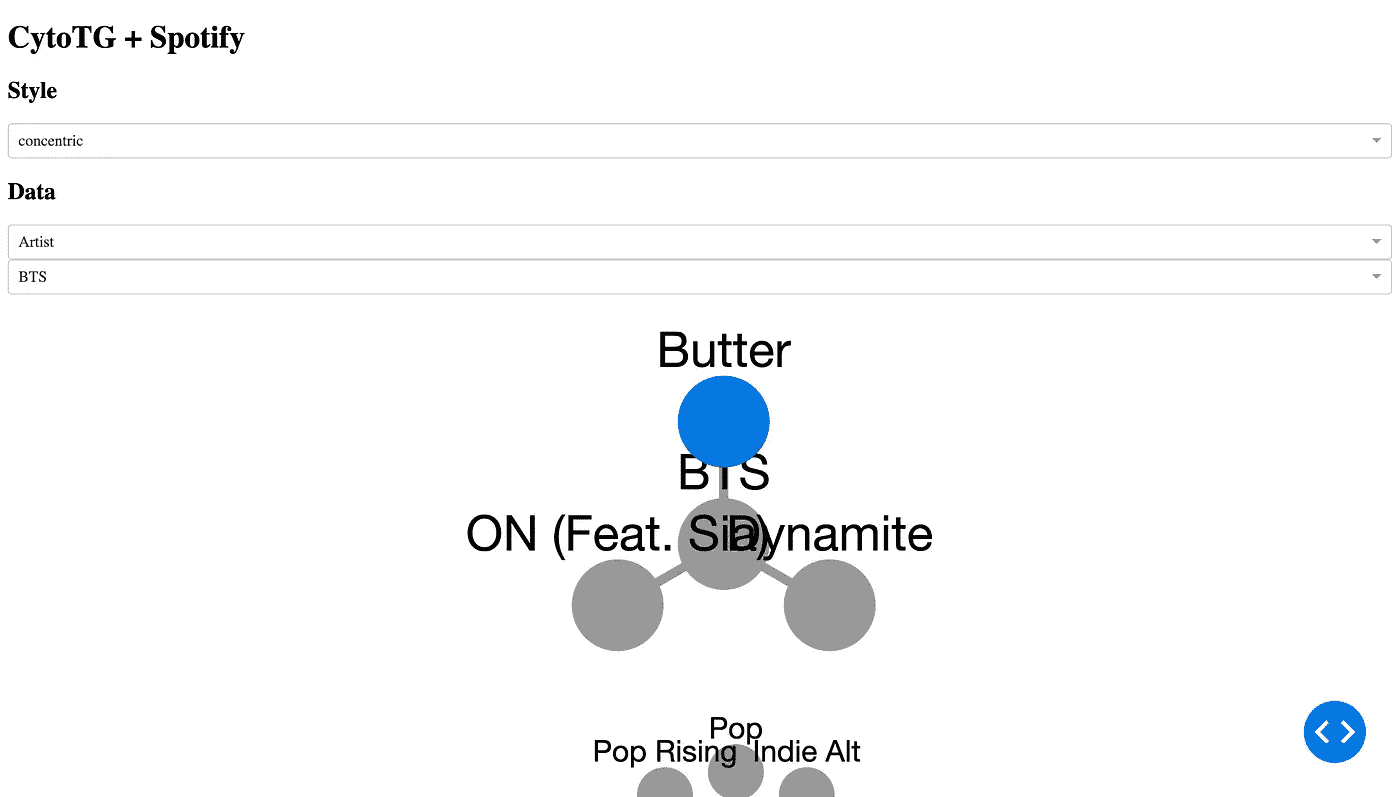 CytoTG + Spotify
Style
concentric
Data
Artist
BTS
Butter
BTS
ON (Feat. Sia)
Dynamite
Pop
Pop Rising
Indie Alt